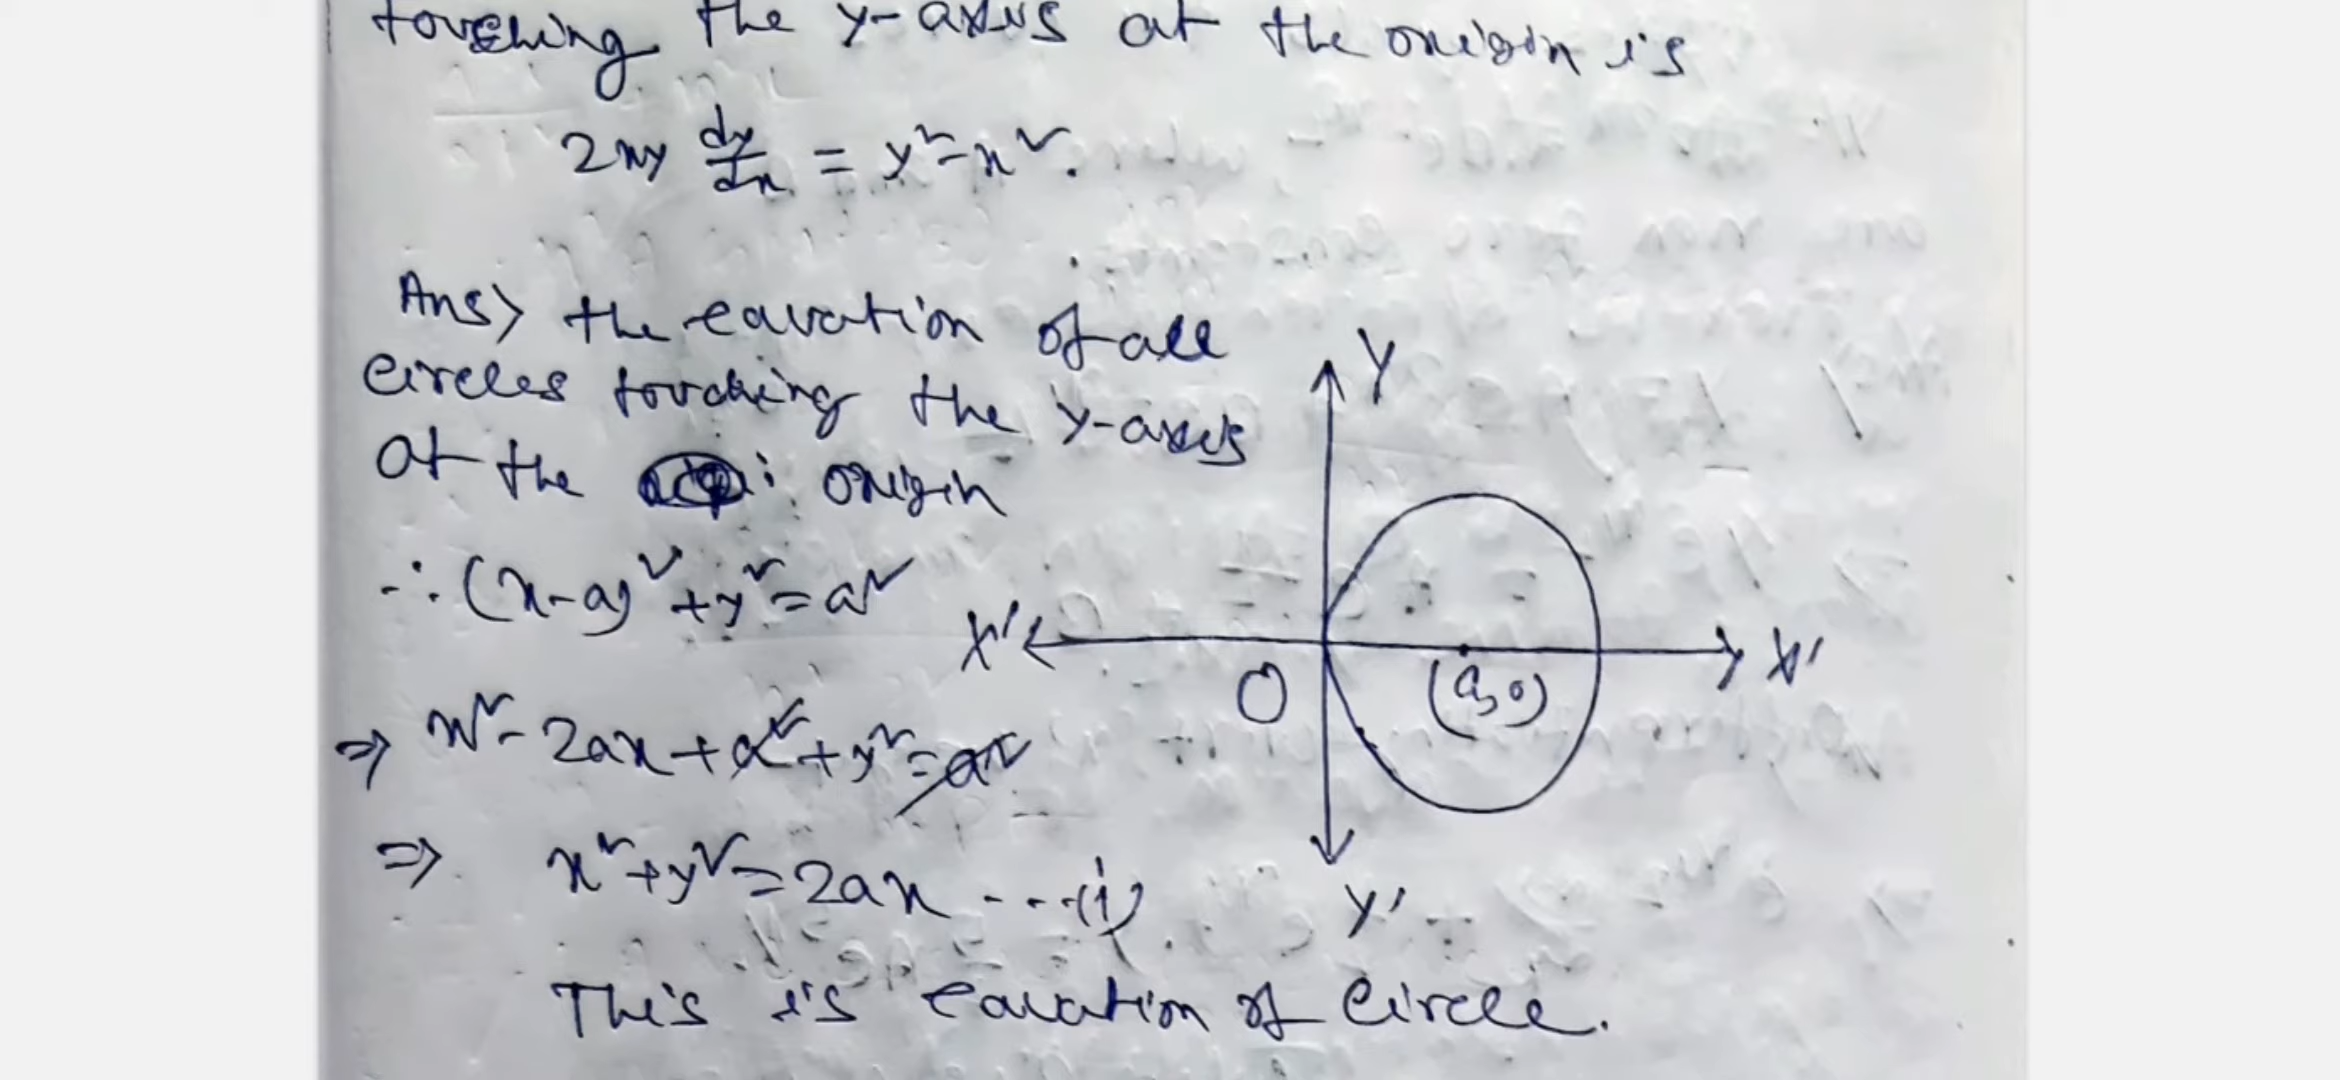 touching the y-axis at the origin is
2xy dy/dx = y²-x².
Ans> the equation of all
circles touching the y-axis
at the origin
∴ (x-a)²+y²=a²
⇒ x²-2ax+a²+y²=a²
⇒ x²+y²=2ax ---(i)
This is equation of circle.
Y
X'
O
(a,0)
X'
Y'